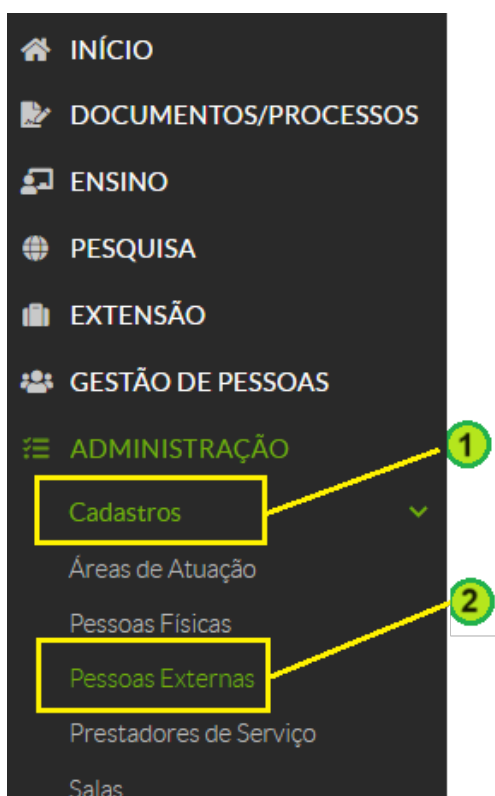 INÍCIO
DOCUMENTOS/PROCESSOS
ENSINO
PESQUISA
EXTENSÃO
GESTÃO DE PESSOAS
ADMINISTRAÇÃO
1
Cadastros
Áreas de Atuação
2
Pessoas Físicas
Pessoas Externas
Prestadores de Serviço
Salas